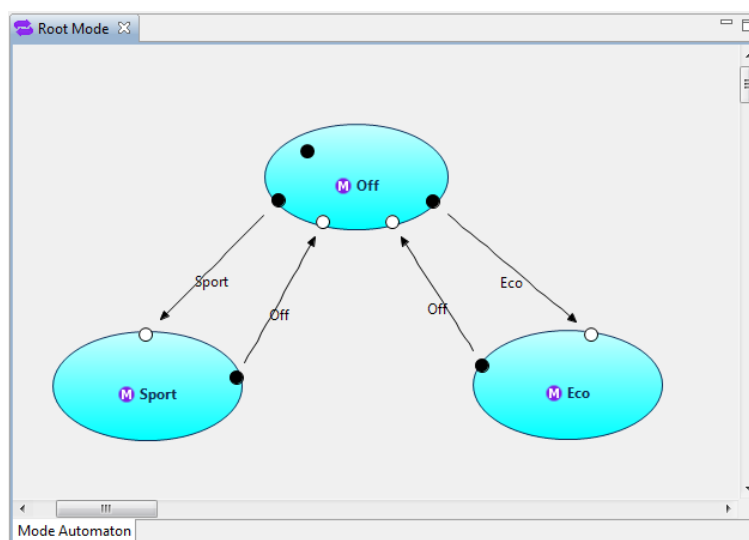 Root Mode
M Off
Sport
Off
Off
Eco
M Sport
M Eco
Mode Automaton